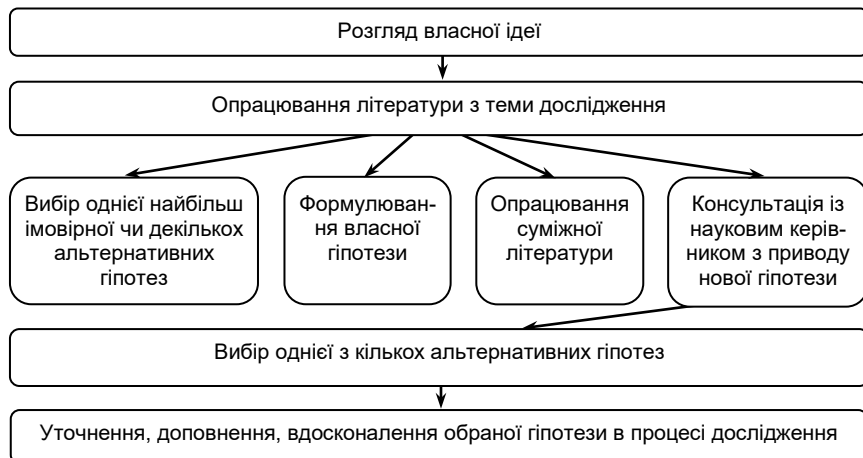 Розгляд власної ідеї
Опрацювання літератури з теми дослідження
Вибір однієї найбільш
імовірної чи декількох
альтернативних
гіпотез
Формулюван-
ня власної
гіпотези
Опрацювання
суміжної
літератури
Консультація із
науковим керів-
ником з приводу
нової гіпотези
Вибір однієї з кількох альтернативних гіпотез
Уточнення, доповнення, вдосконалення обраної гіпотези в процесі дослідження